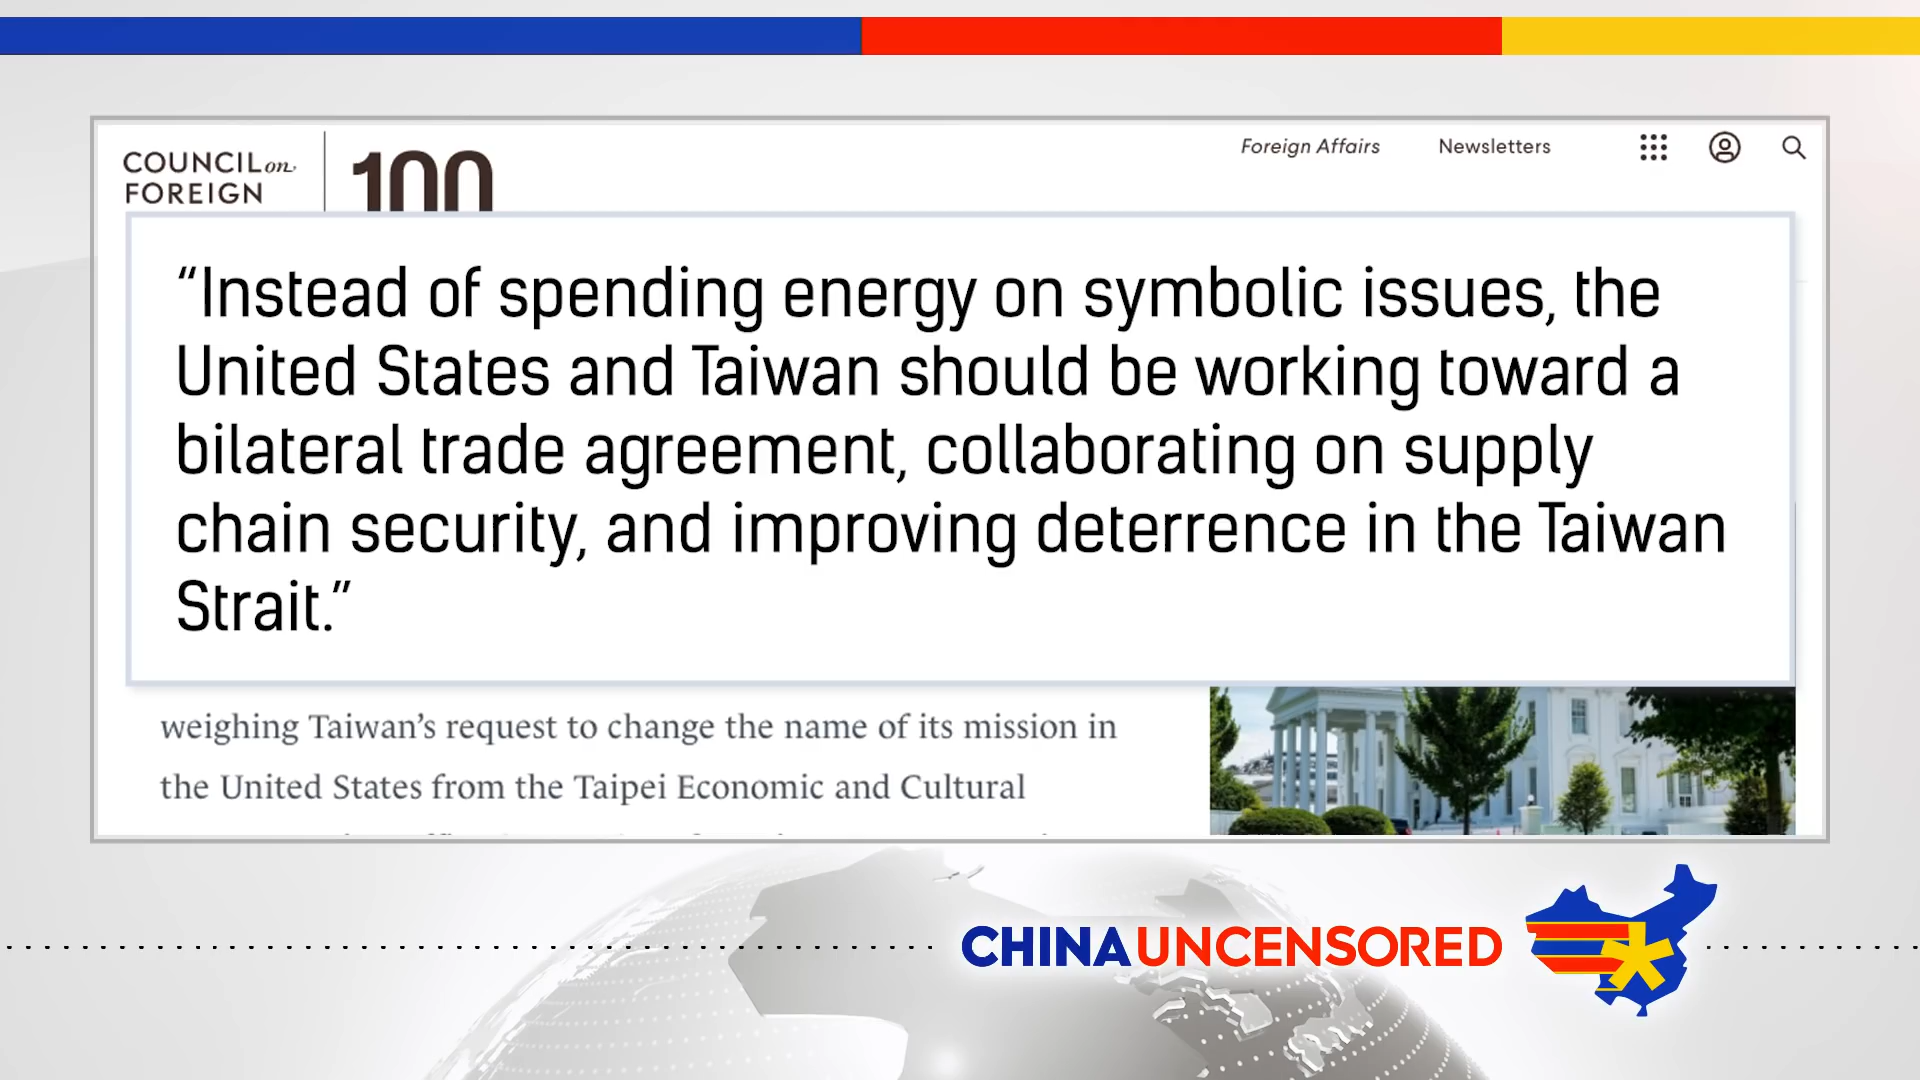 COUNCIL on
FOREIGN
100
Foreign Affairs
Newsletters
“Instead of spending energy on symbolic issues, the
United States and Taiwan should be working toward a
bilateral trade agreement, collaborating on supply
chain security, and improving deterrence in the Taiwan
Strait.”
weighing Taiwan’s request to change the name of its mission in
the United States from the Taipei Economic and Cultural
CHINAUNCENSORED